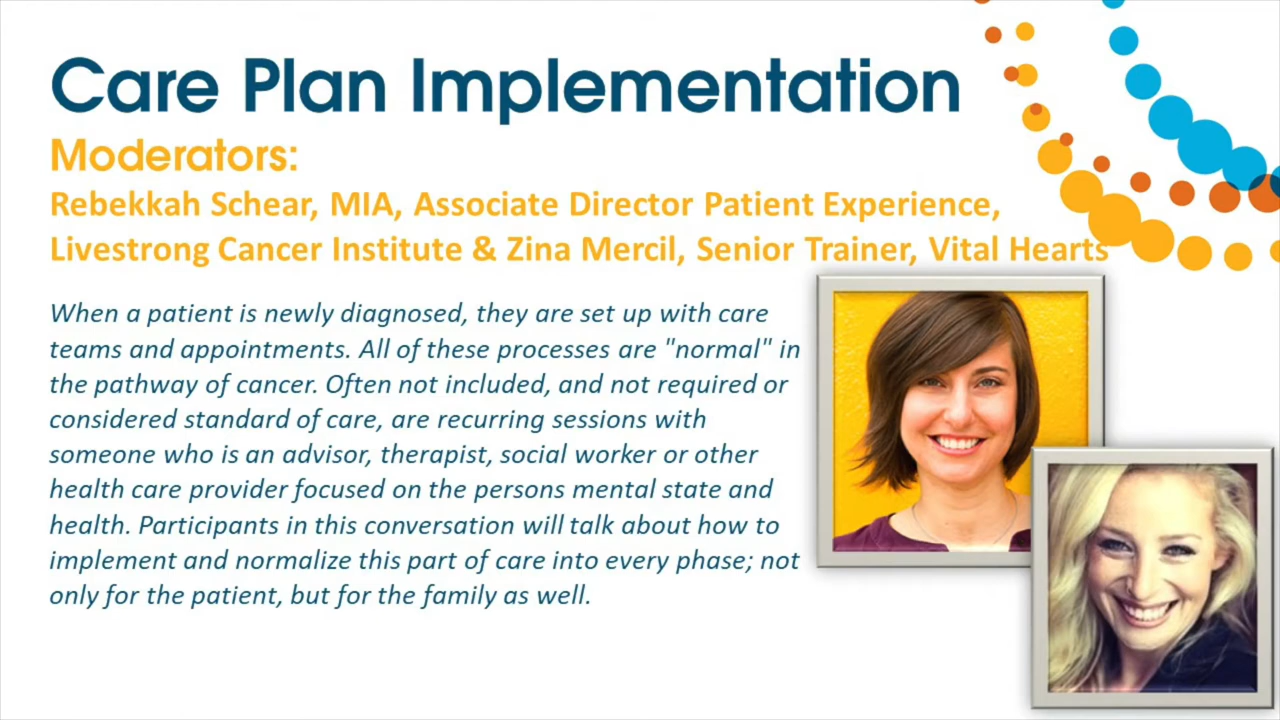 Care Plan Implementation
Moderators:
Rebekkah Schear, MIA, Associate Director Patient Experience,
Livestrong Cancer Institute & Zina Mercil, Senior Trainer, Vital Hearts
When a patient is newly diagnosed, they are set up with care
teams and appointments. All of these processes are "normal" in
the pathway of cancer. Often not included, and not required or
considered standard of care, are recurring sessions with
someone who is an advisor, therapist, social worker or other
health care provider focused on the persons mental state and
health. Participants in this conversation will talk about how to
implement and normalize this part of care into every phase; not
only for the patient, but for the family as well.